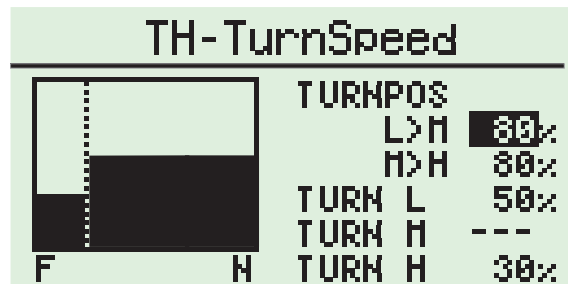 TH-TurnSpeed
TURNPOS
L>M 80%
M>H 80%
TURN L 50%
TURN M ---
TURN H 30%
F N